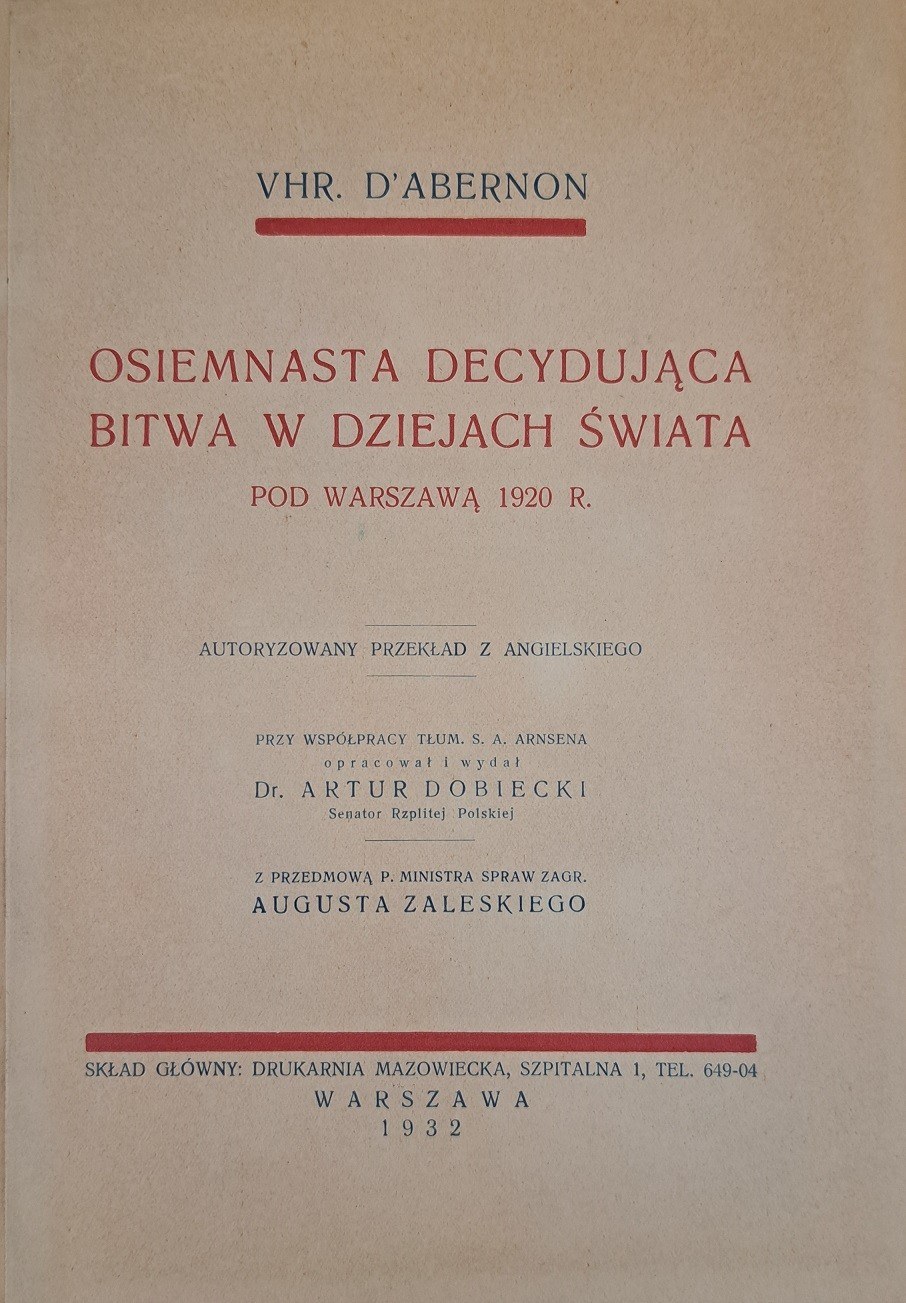 VHR. D'ABERNON
OSIEMNASTA DECYDUJĄCA
BITWA W DZIEJACH ŚWIATA
POD WARSZAWĄ 1920 R.
AUTORYZOWANY PRZEKŁAD Z ANGIELSKIEGO
PRZY WSPÓŁPRACY TŁUM. S. A. ARNSENA
opracował i wydał
Dr. ARTUR DOBIECKI
Senator Rzplitej Polskiej
Z PRZEDMOWĄ P. MINISTRA SPRAW ZAGR.
AUGUSTA ZALESKIEGO
SKŁAD GŁÓWNY: DRUKARNIA MAZOWIECKA, SZPITALNA 1, TEL. 649-04
WARSZAWA
1932